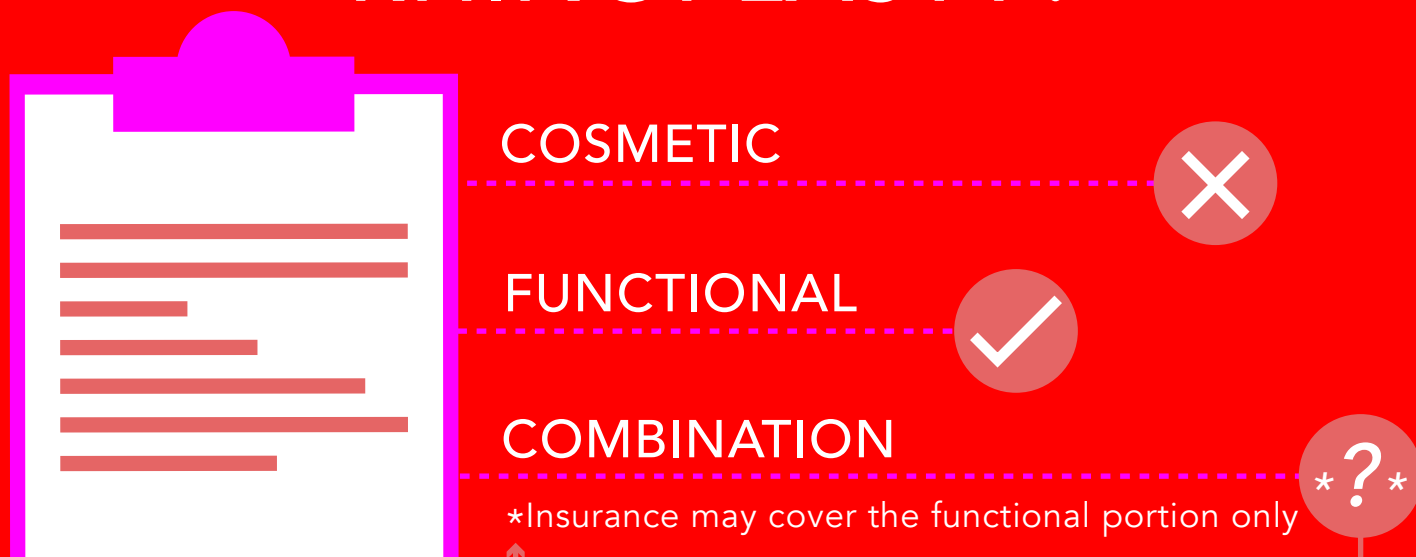 COSMETIC
FUNCTIONAL
COMBINATION
*?*
*Insurance may cover the functional portion only